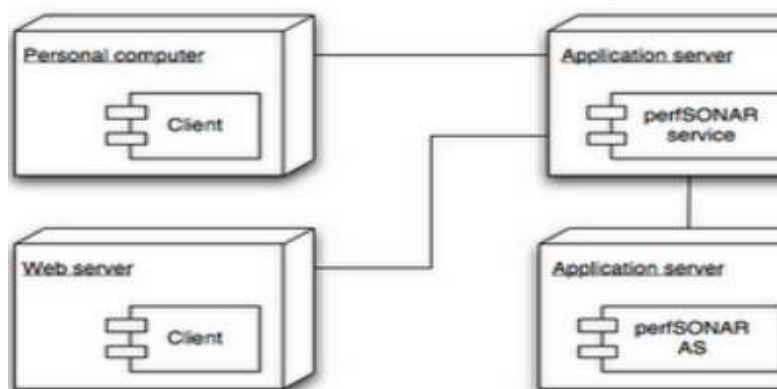 Personal computer
Client
Application server
perfSONAR
service
Web server
Client
Application server
perfSONAR
AS